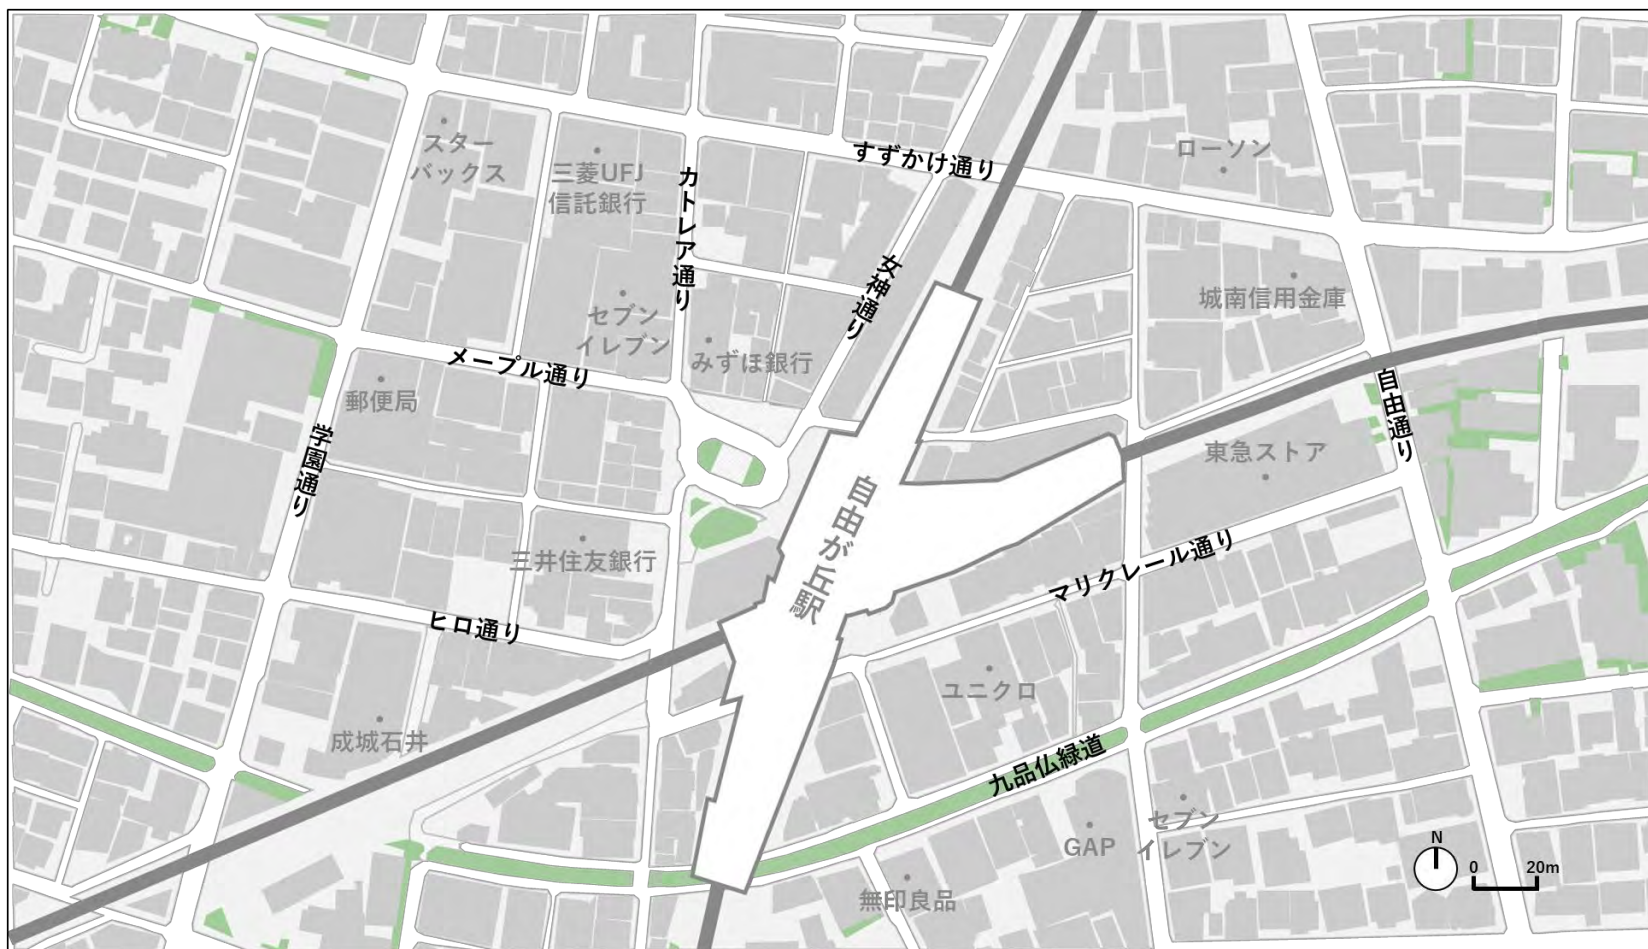 スター
バックス
三菱UFJ
信託銀行
カトレア通り
すずかけ通り
ローソン
女神通り
城南信用金庫
セブン
イレブン
みずほ銀行
メープル通り
郵便局
自由通り
学園通り
東急ストア
自由が丘駅
三井住友銀行
マリクレール通り
ヒロ通り
ユニクロ
成城石井
九品仏緑道
GAP
セブン
イレブン
無印良品
N
0 20m